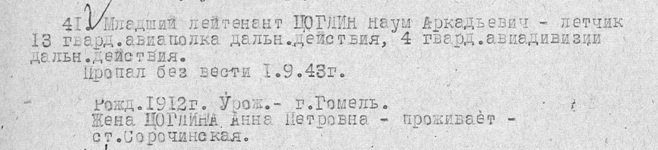 41. Младший лейтенант ЦОГЛИН Наум Аркадьевич - летчик
13 гвард.авиаполка дальн.действия, 4 гвард.авиадивизии
дальн.действия.
Пропал без вести 1.9.43г.
Рожд.1912г. Урож.- г.Гомель.
Жена ЦОГЛИНА Анна Петровна - проживает -
ст.Сорочинская.